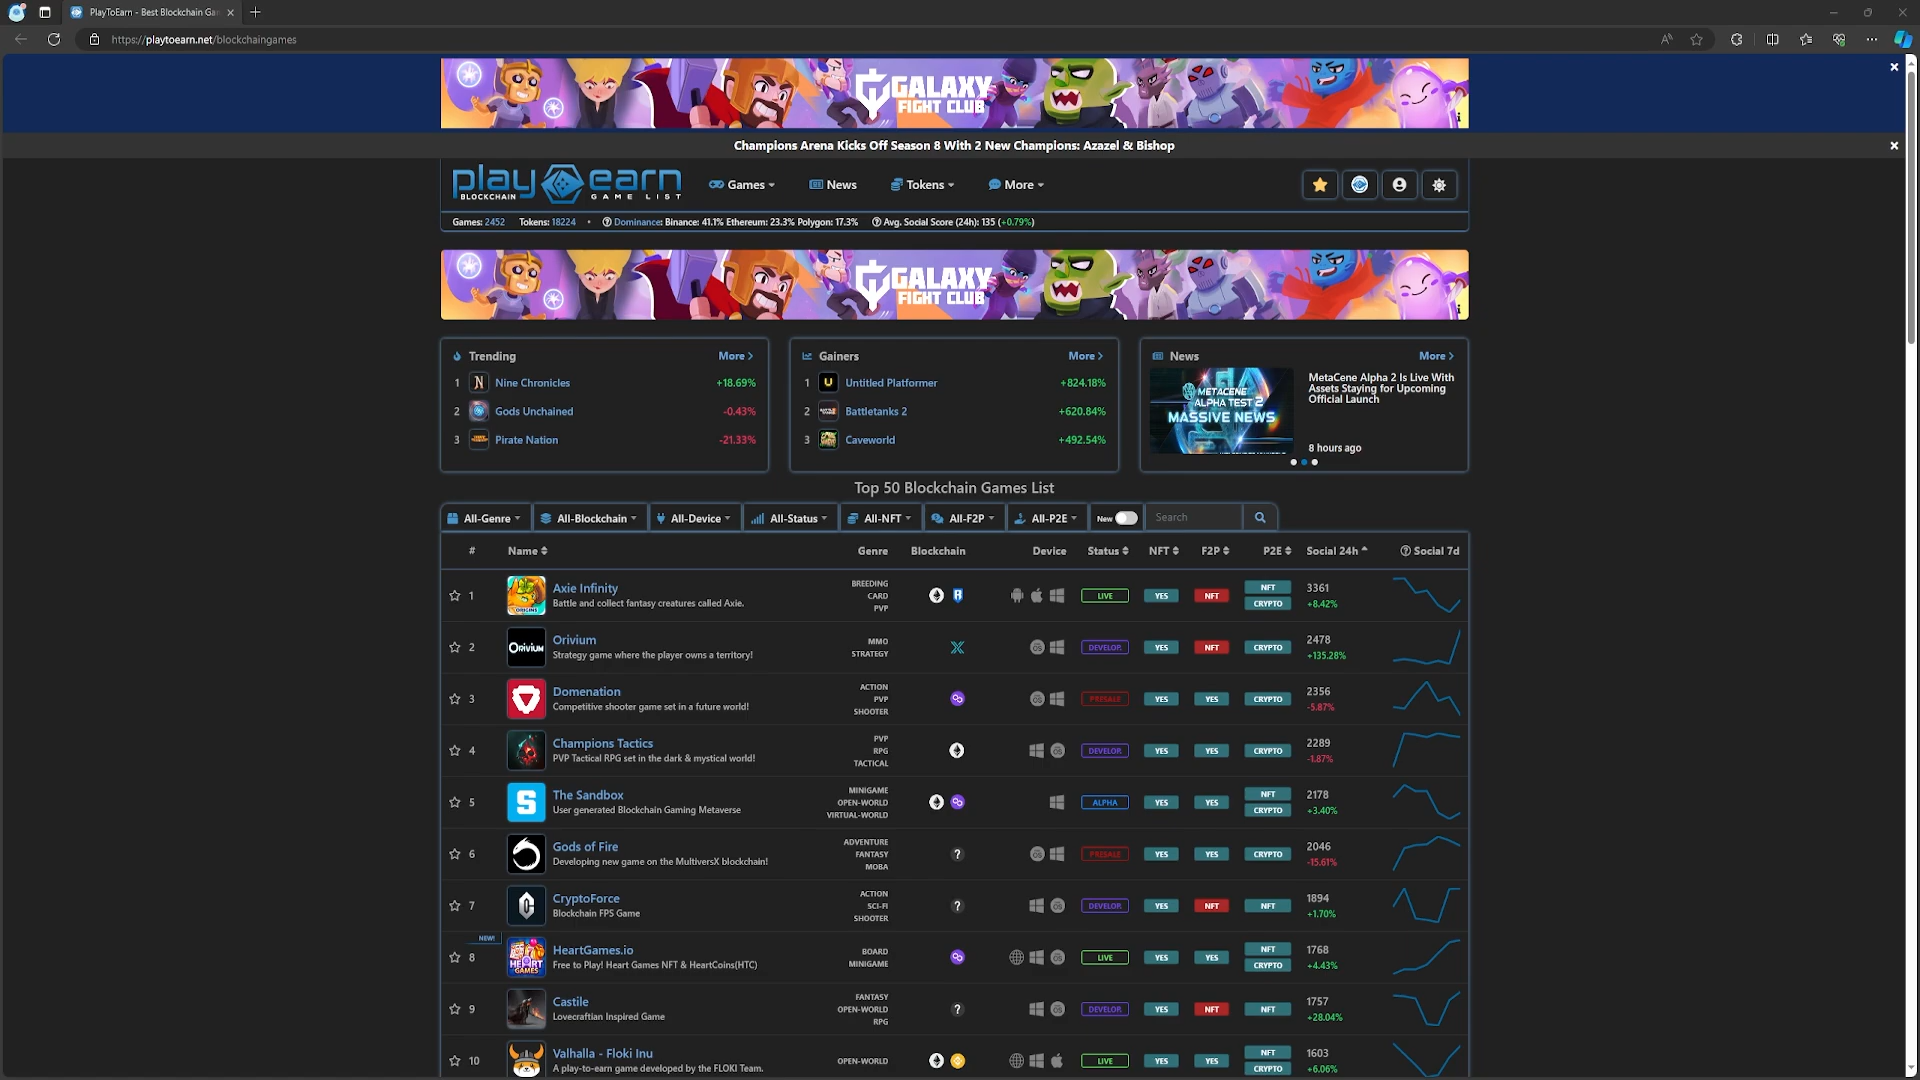 PlayToEarn - Best Blockchain Ga
https://playtoearn.net/blockchaingames
GALAXY
FIGHT CLUB
Champions Arena Kicks Off Season 8 With 2 New Champions: Azazel & Bishop
play earn
BLOCKCHAIN GAME LIST
Games
News
Tokens
More
Games: 2452 Tokens: 18224 • Dominance: Binance: 41.1% Ethereum: 23.3% Polygon: 17.3% Avg. Social Score (24h): 135 (+0.79%)
GALAXY
FIGHT CLUB
Trending More
1 Nine Chronicles +18.69%
2 Gods Unchained -0.43%
3 Pirate Nation -21.33%
Gainers More
1 Untitled Platformer +824.18%
2 Battletanks 2 +620.84%
3 Caveworld +492.54%
News More
METACENE
ALPHA TEST 2
MASSIVE NEWS
MetaCene Alpha 2 Is Live With
Assets Staying for Upcoming
Official Launch
8 hours ago
Top 50 Blockchain Games List
All-Genre All-Blockchain All-Device All-Status All-NFT All-F2P All-P2E New Search
# Name Genre Blockchain Device Status NFT F2P P2E Social 24h Social 7d
1 Axie Infinity
Battle and collect fantasy creatures called Axie.
BREEDING
CARD
PVP
LIVE YES NFT
NFT
CRYPTO
3361
+8.42%
2 Orivium
Strategy game where the player owns a territory!
MMO
STRATEGY
DEVELOP. YES NFT CRYPTO
2478
+135.28%
3 Domenation
Competitive shooter game set in a future world!
ACTION
PVP
SHOOTER
PRESALE YES YES CRYPTO
2356
-5.87%
4 Champions Tactics
PVP Tactical RPG set in the dark & mystical world!
PVP
RPG
TACTICAL
DEVELOP. YES YES CRYPTO
2289
-1.87%
5 The Sandbox
User generated Blockchain Gaming Metaverse
MINIGAME
OPEN-WORLD
VIRTUAL-WORLD
ALPHA YES YES
NFT
CRYPTO
2178
+3.40%
6 Gods of Fire
Developing new game on the MultiversX blockchain!
ADVENTURE
FANTASY
MOBA
? PRESALE YES YES CRYPTO
2046
-15.61%
7 CryptoForce
Blockchain FPS Game
ACTION
SCI-FI
SHOOTER
? DEVELOP. YES NFT NFT
1894
+1.70%
NEW!
8 HeartGames.io
Free to Play! Heart Games NFT & HeartCoins(HTC)
BOARD
MINIGAME
LIVE YES YES
NFT
CRYPTO
1768
+4.43%
9 Castile
Lovecraftian Inspired Game
FANTASY
OPEN-WORLD
RPG
? DEVELOP. YES NFT NFT
1757
+28.04%
10 Valhalla - Floki Inu
A play-to-earn game developed by the FLOKI Team.
OPEN-WORLD
LIVE YES YES
NFT
CRYPTO
1603
+6.06%